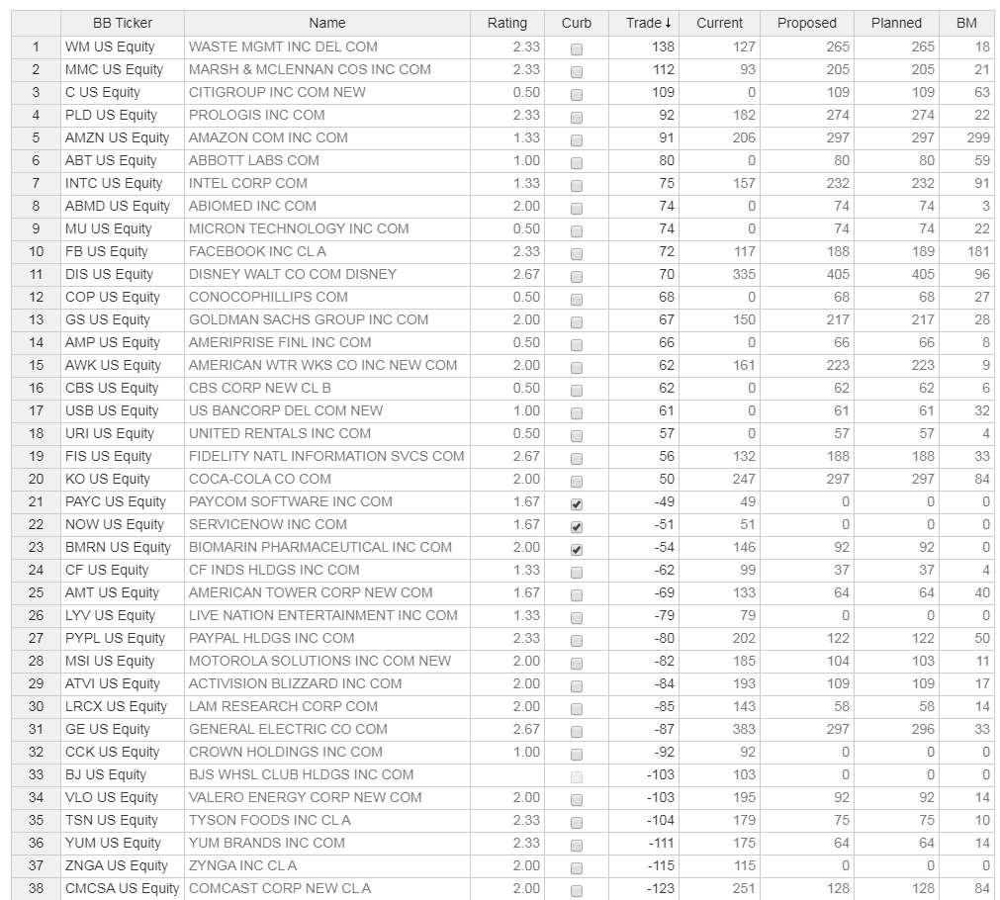 BB Ticker Name Rating Curb Trade↓ Current Proposed Planned BM
1 WM US Equity WASTE MGMT INC DEL COM 2.33 138 127 265 265 18
2 MMC US Equity MARSH & MCLENNAN COS INC COM 2.33 112 93 205 205 21
3 C US Equity CITIGROUP INC COM NEW 0.50 109 0 109 109 63
4 PLD US Equity PROLOGIS INC COM 2.33 92 182 274 274 22
5 AMZN US Equity AMAZON COM INC COM 1.33 91 206 297 297 299
6 ABT US Equity ABBOTT LABS COM 1.00 80 0 80 80 59
7 INTC US Equity INTEL CORP COM 1.33 75 157 232 232 91
8 ABMD US Equity ABIOMED INC COM 2.00 74 0 74 74 3
9 MU US Equity MICRON TECHNOLOGY INC COM 0.50 74 0 74 74 22
10 FB US Equity FACEBOOK INC CL A 2.33 72 117 188 189 181
11 DIS US Equity DISNEY WALT CO COM DISNEY 2.67 70 335 405 405 96
12 COP US Equity CONOCOPHILLIPS COM 0.50 68 0 68 68 27
13 GS US Equity GOLDMAN SACHS GROUP INC COM 2.00 67 150 217 217 28
14 AMP US Equity AMERIPRISE FINL INC COM 0.50 66 0 66 66 8
15 AWK US Equity AMERICAN WTR WKS CO INC NEW COM 2.00 62 161 223 223 9
16 CBS US Equity CBS CORP NEW CL B 0.50 62 0 62 62 6
17 USB US Equity US BANCORP DEL COM NEW 1.00 61 0 61 61 32
18 URI US Equity UNITED RENTALS INC COM 0.50 57 0 57 57 4
19 FIS US Equity FIDELITY NATL INFORMATION SVCS COM 2.67 56 132 188 188 33
20 KO US Equity COCA-COLA CO COM 2.00 50 247 297 297 84
21 PAYC US Equity PAYCOM SOFTWARE INC COM 1.67 -49 49 0 0 0
22 NOW US Equity SERVICENOW INC COM 1.67 -51 51 0 0 0
23 BMRN US Equity BIOMARIN PHARMACEUTICAL INC COM 2.00 -54 146 92 92 0
24 CF US Equity CF INDS HLDGS INC COM 1.33 -62 99 37 37 4
25 AMT US Equity AMERICAN TOWER CORP NEW COM 1.67 -69 133 64 64 40
26 LYV US Equity LIVE NATION ENTERTAINMENT INC COM 1.33 -79 79 0 0 0
27 PYPL US Equity PAYPAL HLDGS INC COM 2.33 -80 202 122 122 50
28 MSI US Equity MOTOROLA SOLUTIONS INC COM NEW 2.00 -82 185 104 103 11
29 ATVI US Equity ACTIVISION BLIZZARD INC COM 2.00 -84 193 109 109 17
30 LRCX US Equity LAM RESEARCH CORP COM 2.00 -85 143 58 58 14
31 GE US Equity GENERAL ELECTRIC CO COM 2.67 -87 383 297 296 33
32 CCK US Equity CROWN HOLDINGS INC COM 1.00 -92 92 0 0 0
33 BJ US Equity BJS WHSL CLUB HLDGS INC COM -103 103 0 0 0
34 VLO US Equity VALERO ENERGY CORP NEW COM 2.00 -103 195 92 92 14
35 TSN US Equity TYSON FOODS INC CL A 2.33 -104 179 75 75 10
36 YUM US Equity YUM BRANDS INC COM 2.33 -111 175 64 64 14
37 ZNGA US Equity ZYNGA INC CL A 2.00 -115 115 0 0 0
38 CMCSA US Equity COMCAST CORP NEW CL A 2.00 -123 251 128 128 84